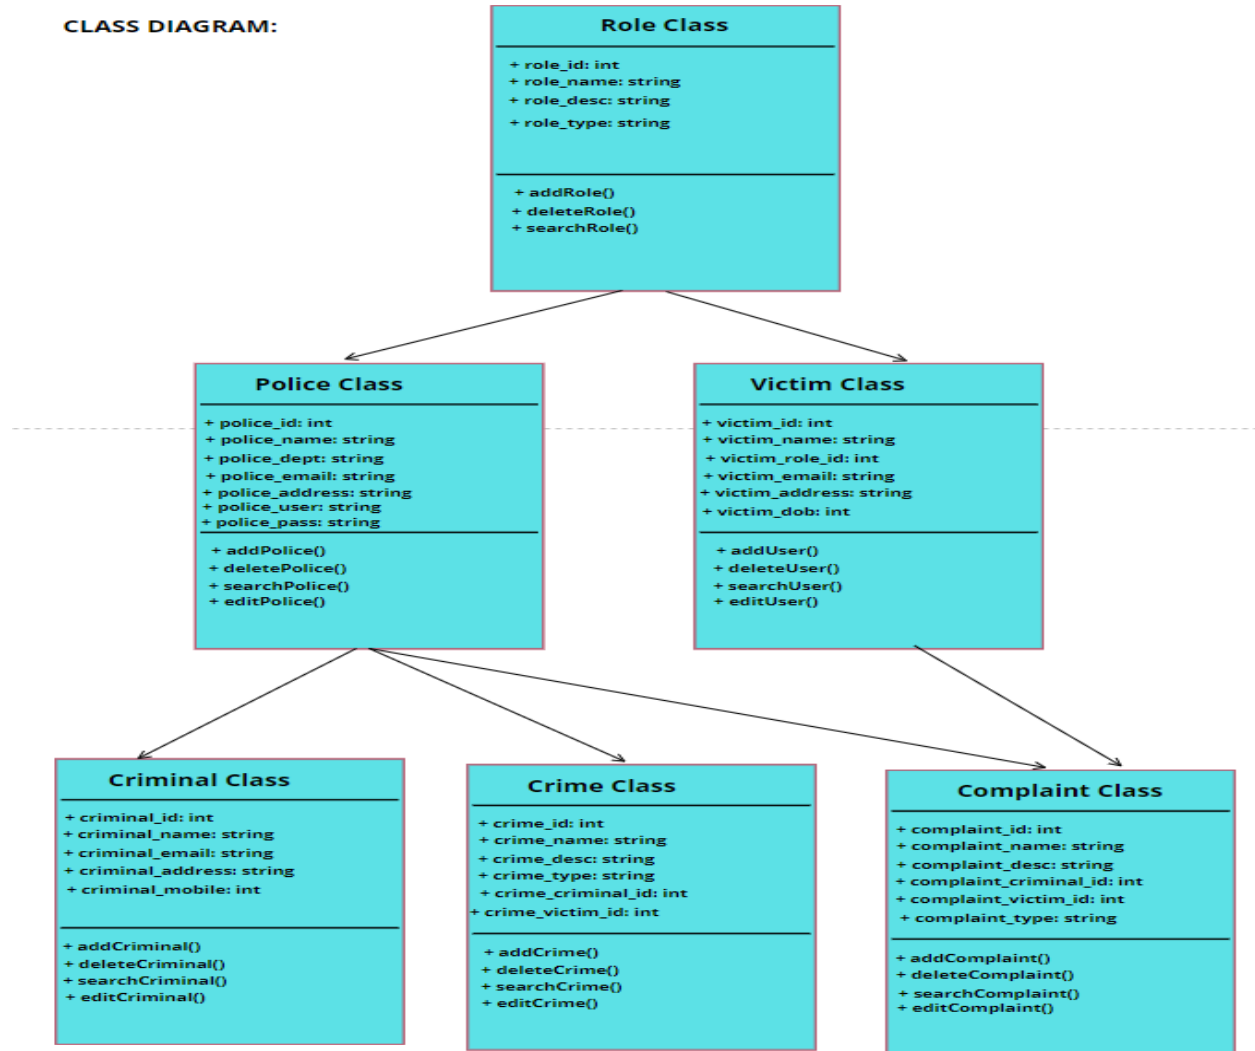 CLASS DIAGRAM:
Role Class
+ role_id: int
+ role_name: string
+ role_desc: string
+ role_type: string
+ addRole()
+ deleteRole()
+ searchRole()
Police Class
+ police_id: int
+ police_name: string
+ police_dept: string
+ police_email: string
+ police_address: string
+ police_user: string
+ police_pass: string
+ addPolice()
+ deletePolice()
+ searchPolice()
+ editPolice()
Victim Class
+ victim_id: int
+ victim_name: string
+ victim_role_id: int
+ victim_email: string
+ victim_address: string
+ victim_dob: int
+ addUser()
+ deleteUser()
+ searchUser()
+ editUser()
Criminal Class
+ criminal_id: int
+ criminal_name: string
+ criminal_email: string
+ criminal_address: string
+ criminal_mobile: int
+ addCriminal()
+ deleteCriminal()
+ searchCriminal()
+ editCriminal()
Crime Class
+ crime_id: int
+ crime_name: string
+ crime_desc: string
+ crime_type: string
+ crime_criminal_id: int
+ crime_victim_id: int
+ addCrime()
+ deleteCrime()
+ searchCrime()
+ editCrime()
Complaint Class
+ complaint_id: int
+ complaint_name: string
+ complaint_desc: string
+ complaint_criminal_id: int
+ complaint_victim_id: int
+ complaint_type: string
+ addComplaint()
+ deleteComplaint()
+ searchComplaint()
+ editComplaint()